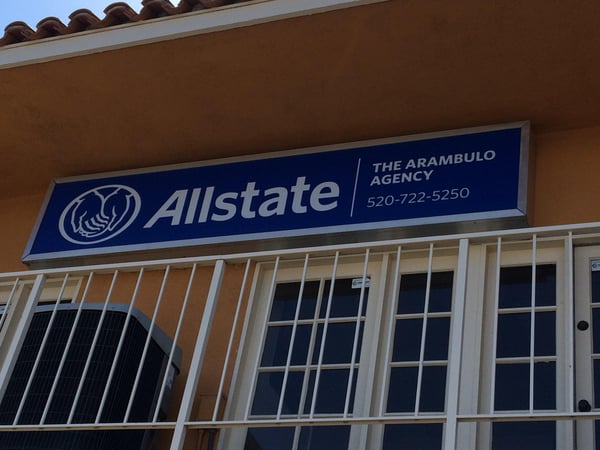 Allstate
THE ARAMBULO
AGENCY
520-722-5250